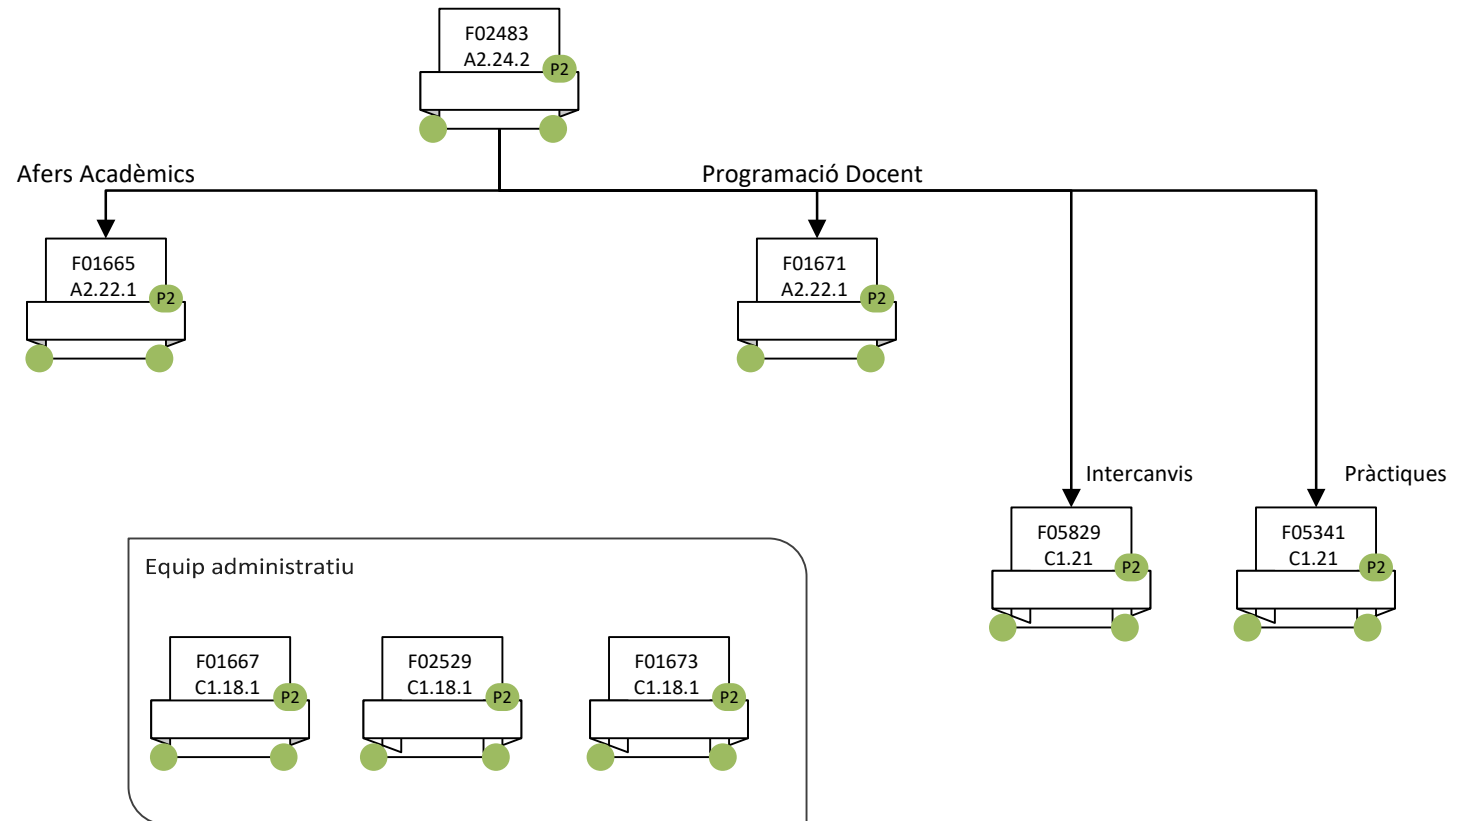 F02483
A2.24.2
P2
Afers Acadèmics
Programació Docent
F01665
A2.22.1
P2
F01671
A2.22.1
P2
Intercanvis
Pràctiques
F05829
C1.21
P2
F05341
C1.21
P2
Equip administratiu
F01667
C1.18.1
P2
F02529
C1.18.1
P2
F01673
C1.18.1
P2